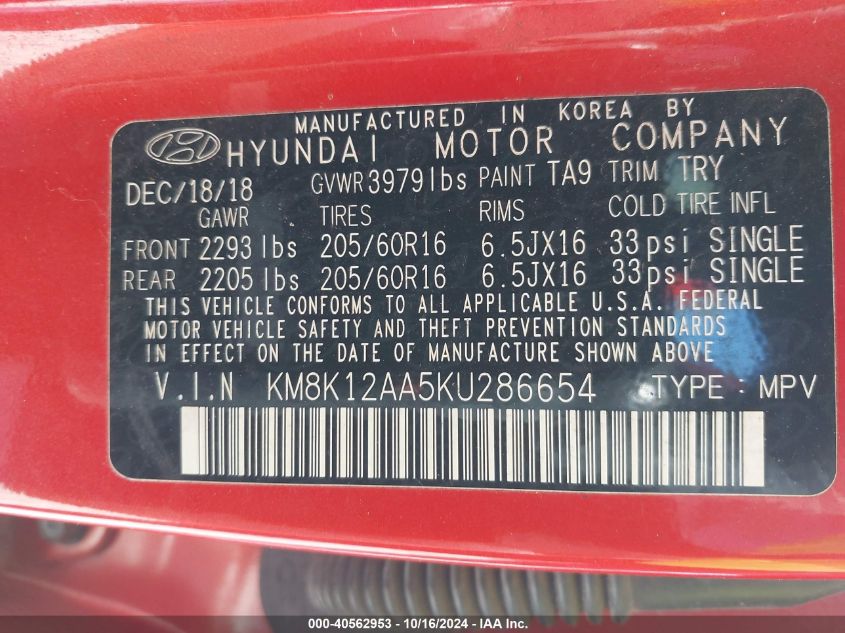 MANUFACTURED IN KOREA BY
HYUNDAI MOTOR COMPANY
DEC/18/18 GVWR 3979 lbs PAINT TA9 TRIM TRY
GAWR TIRES RIMS COLD TIRE INFL
FRONT 2293 lbs 205/60R16 6.5JX16 33psi SINGLE
REAR 2205 lbs 205/60R16 6.5JX16 33psi SINGLE
THIS VEHICLE CONFORMS TO ALL APPLICABLE U.S.A. FEDERAL
MOTOR VEHICLE SAFETY AND THEFT PREVENTION STANDARDS
IN EFFECT ON THE DATE OF MANUFACTURE SHOWN ABOVE
V.I.N KM8K12AA5KU286654 TYPE : MPV
000-40562953 - 10/16/2024 - IAA Inc.